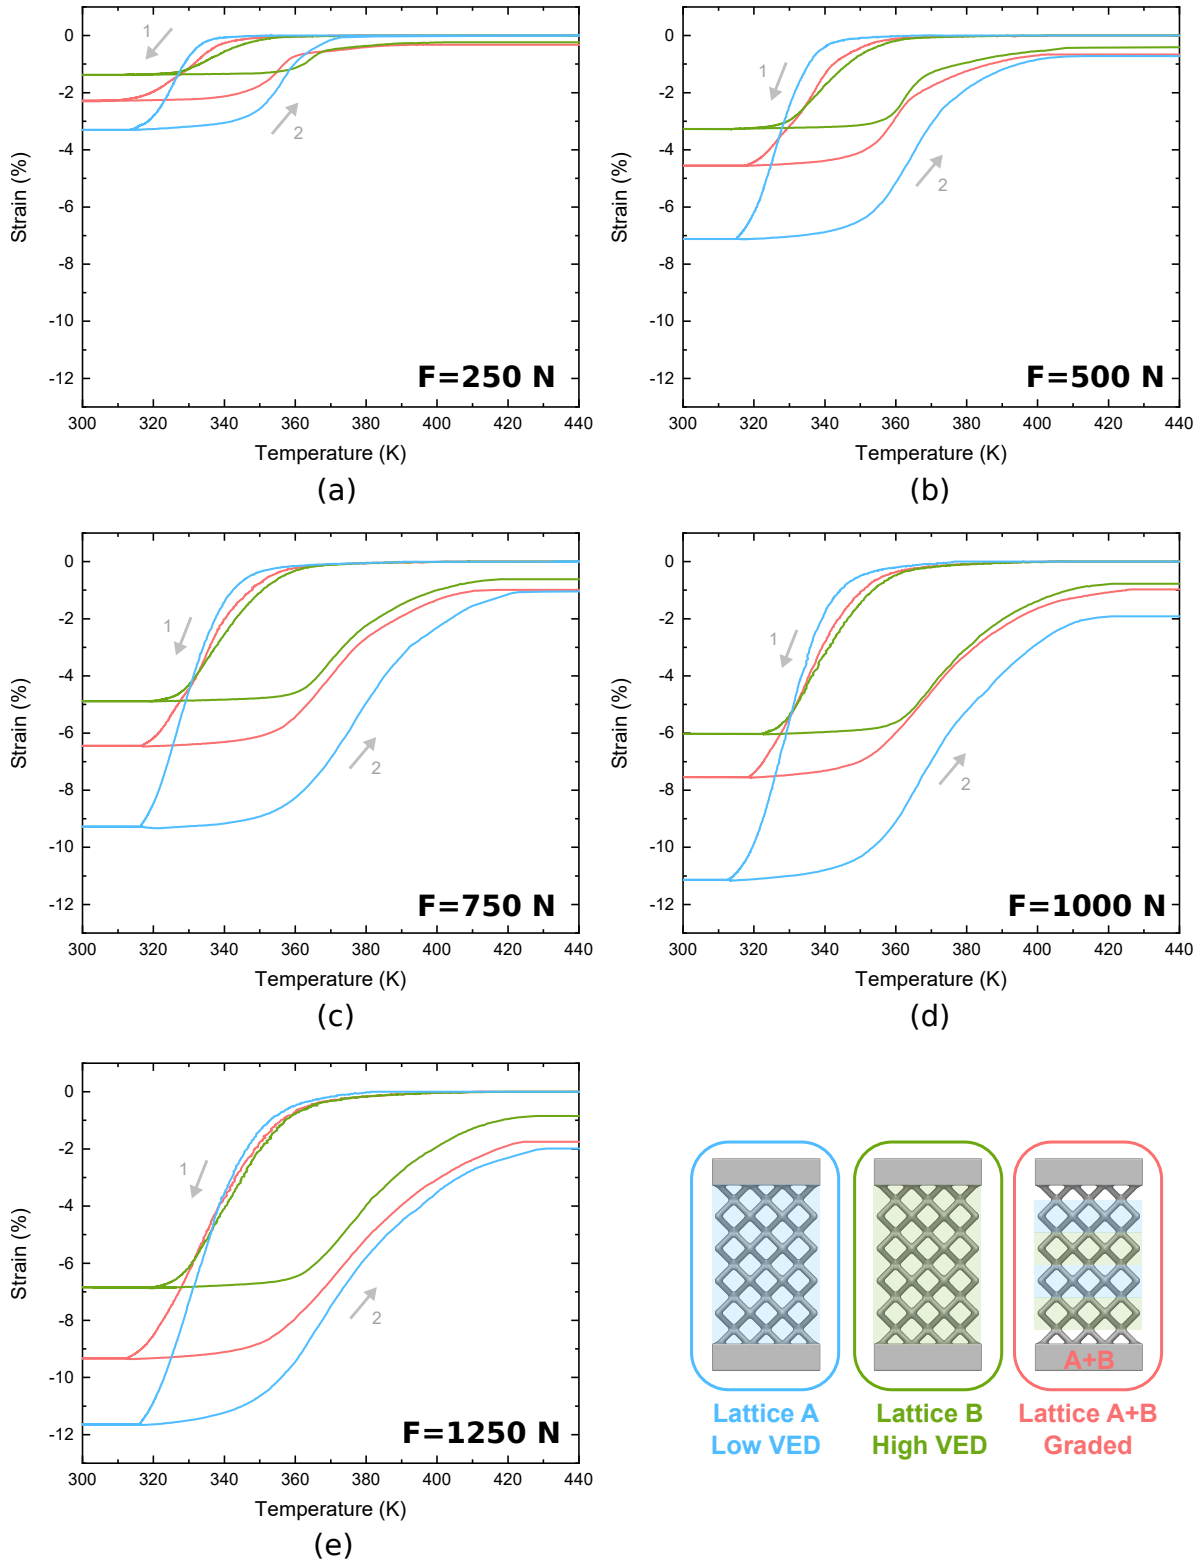 0
-2
-4
-6
-8
-10
-12
Strain (%)
1
2
F=250 N
300 320 340 360 380 400 420 440
Temperature (K)
(a)
0
-2
-4
-6
-8
-10
-12
Strain (%)
1
2
F=500 N
300 320 340 360 380 400 420 440
Temperature (K)
(b)
0
-2
-4
-6
-8
-10
-12
Strain (%)
1
2
F=750 N
300 320 340 360 380 400 420 440
Temperature (K)
(c)
0
-2
-4
-6
-8
-10
-12
Strain (%)
1
2
F=1000 N
300 320 340 360 380 400 420 440
Temperature (K)
(d)
0
-2
-4
-6
-8
-10
-12
Strain (%)
1
2
F=1250 N
300 320 340 360 380 400 420 440
Temperature (K)
(e)
A+B
Lattice A
Low VED
Lattice B
High VED
Lattice A+B
Graded